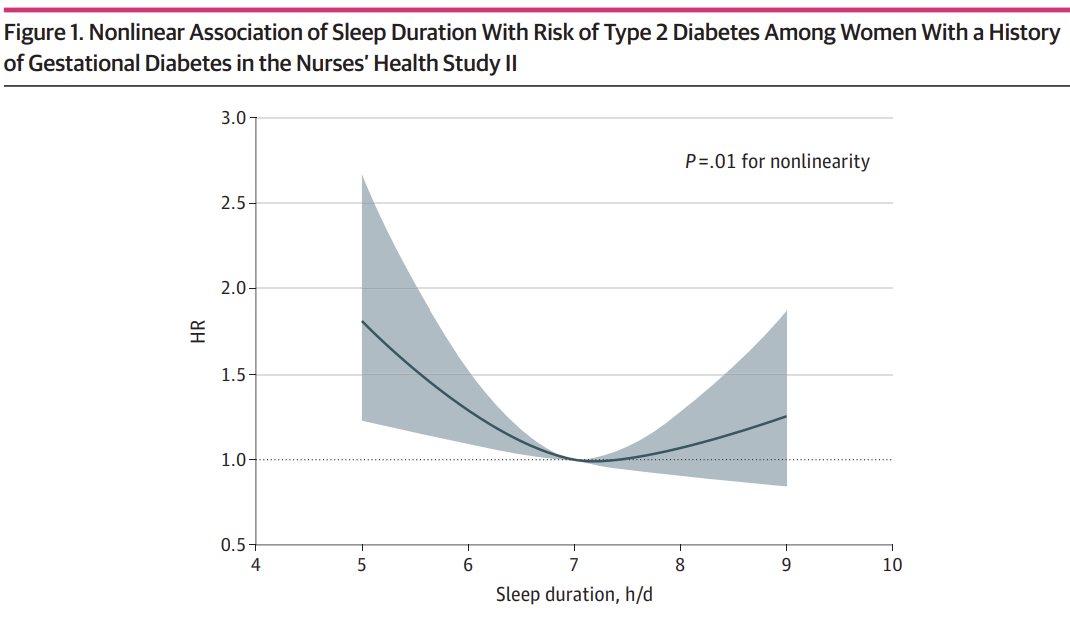 Figure 1. Nonlinear Association of Sleep Duration With Risk of Type 2 Diabetes Among Women With a History
of Gestational Diabetes in the Nurses’ Health Study II
3.0
P=.01 for nonlinearity
2.5
2.0
HR
1.5
1.0
0.5
4 5 6 7 8 9 10
Sleep duration, h/d